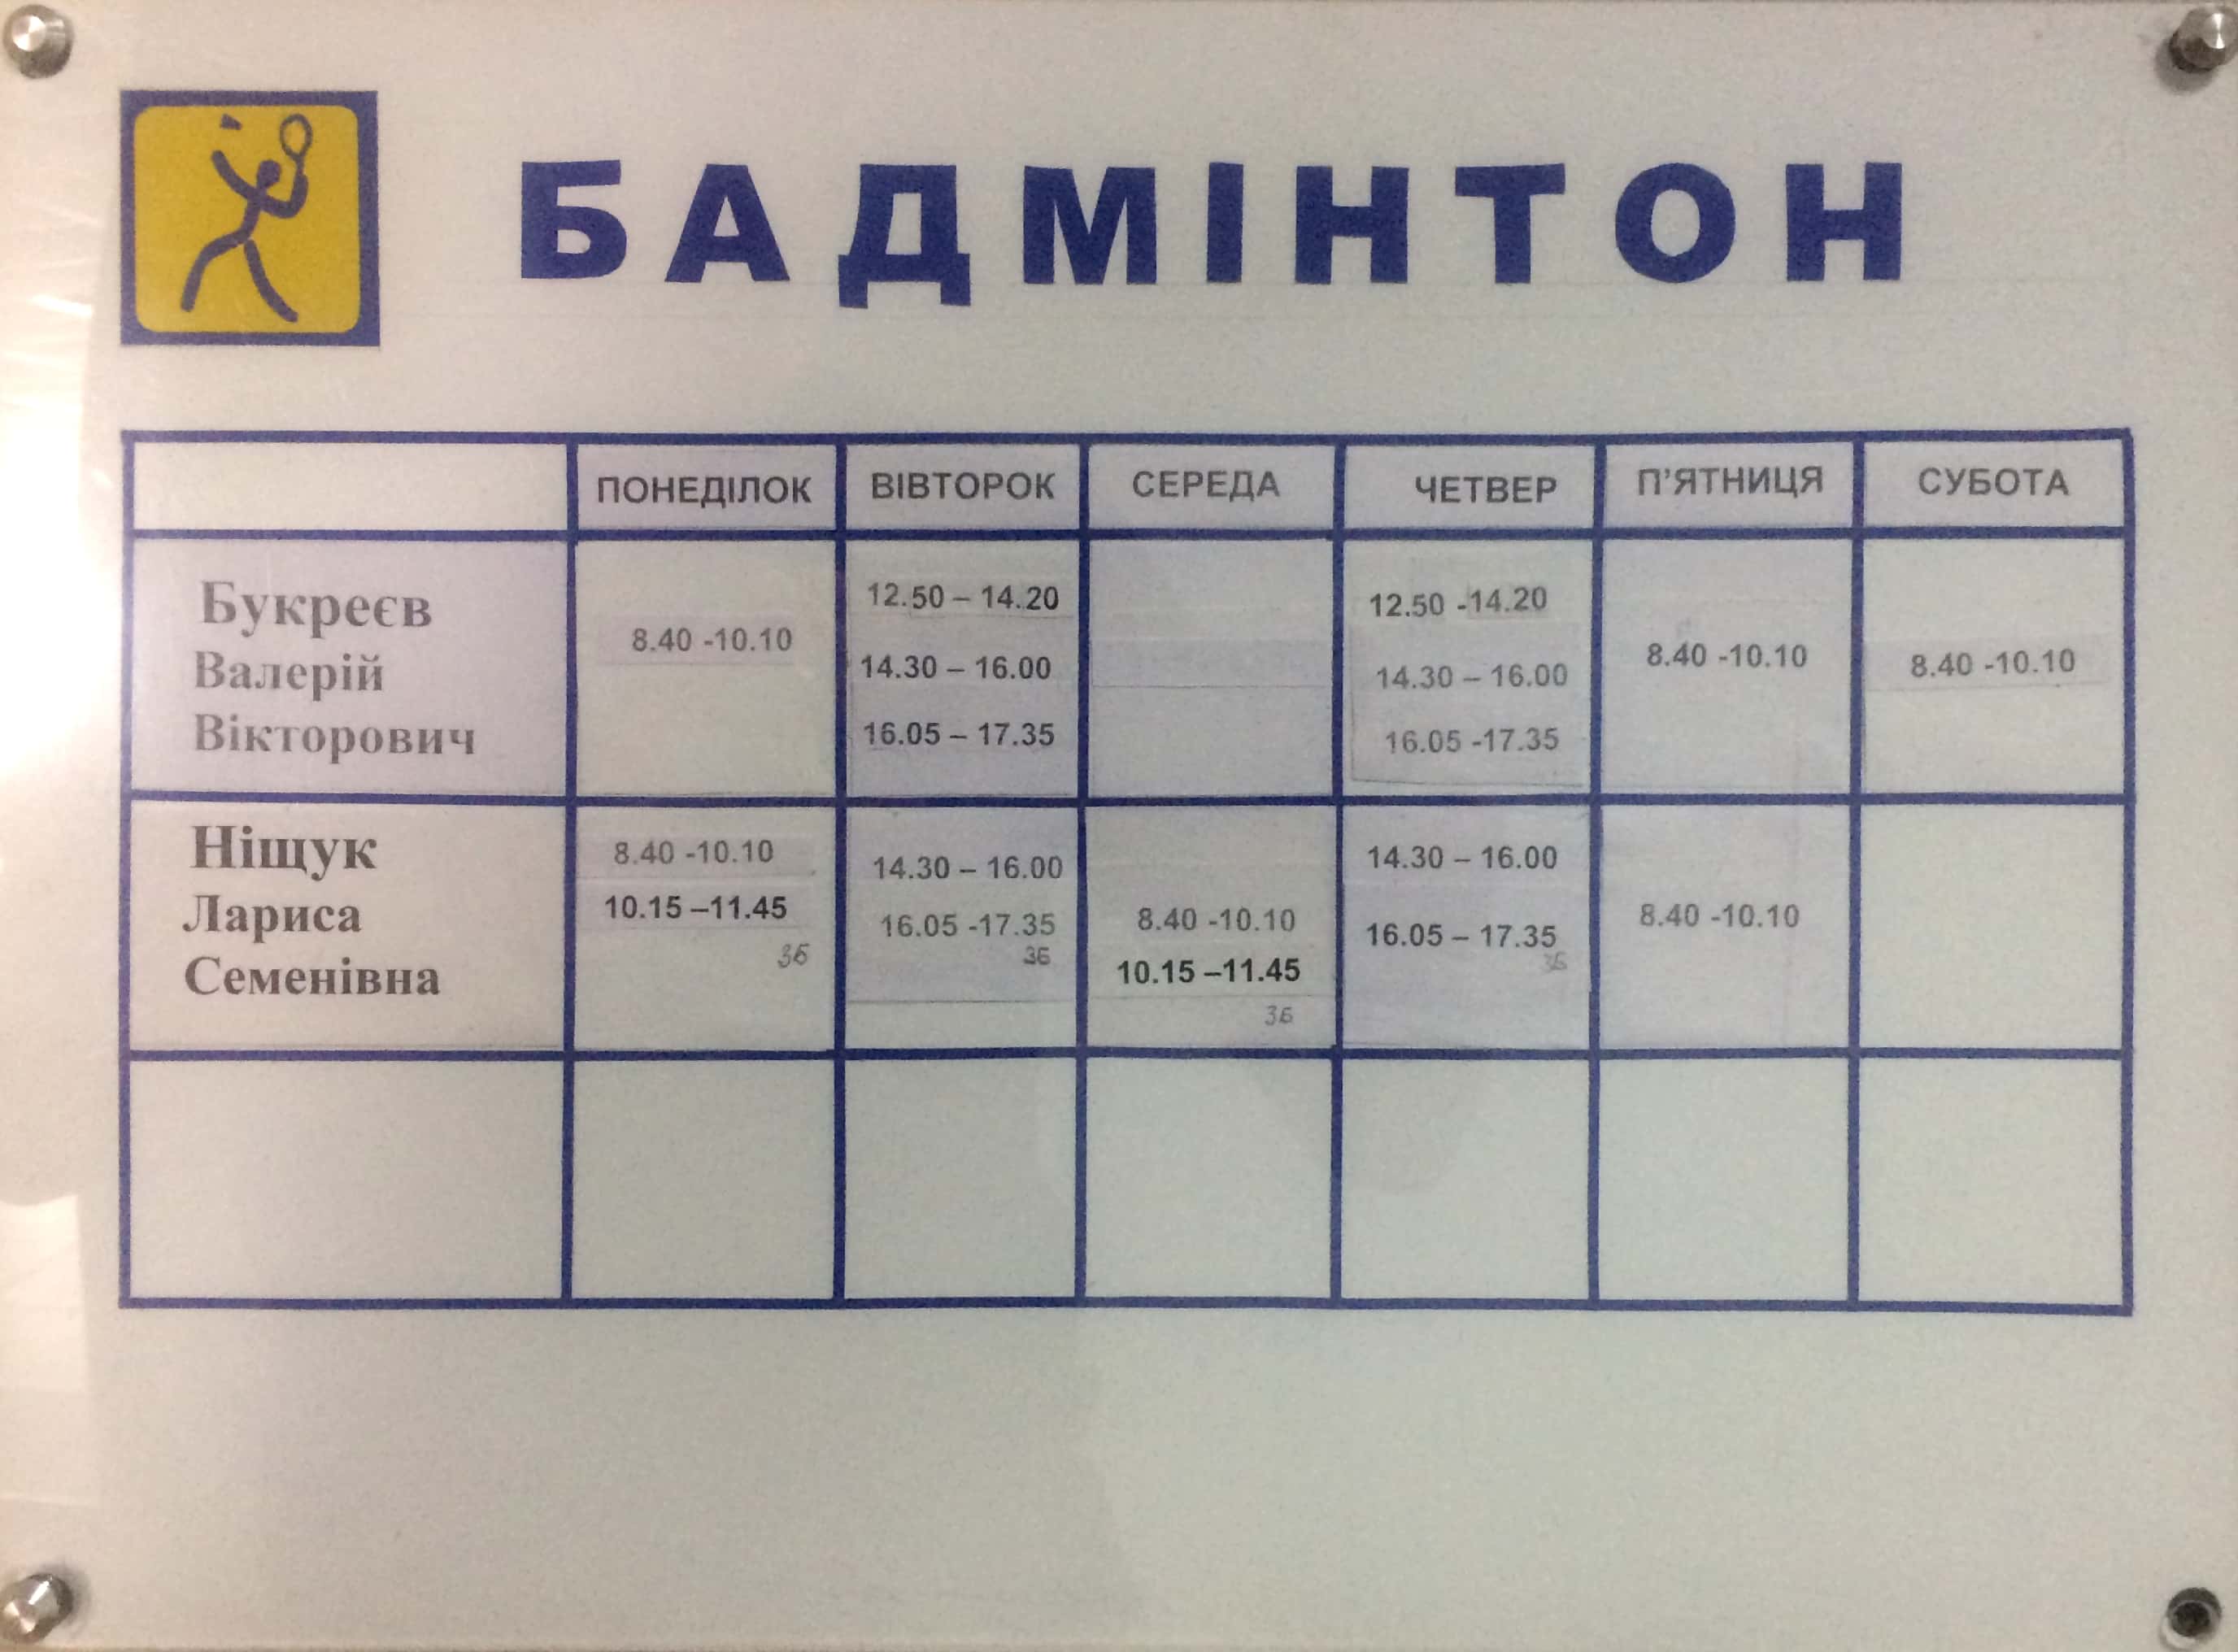 БАДМІНТОН
ПОНЕДІЛОК ВІВТОРОК СЕРЕДА ЧЕТВЕР П'ЯТНИЦЯ СУБОТА
Букреєв
Валерій
Вікторович
8.40 -10.10
12.50 – 14.20
14.30 – 16.00
16.05 – 17.35
12.50 -14.20
14.30 – 16.00
16.05 -17.35
8.40 -10.10
8.40 -10.10
Ніщук
Лариса
Семенівна
8.40 -10.10
10.15 –11.45
14.30 – 16.00
16.05 -17.35
8.40 -10.10
10.15 –11.45
14.30 – 16.00
16.05 – 17.35
8.40 -10.10